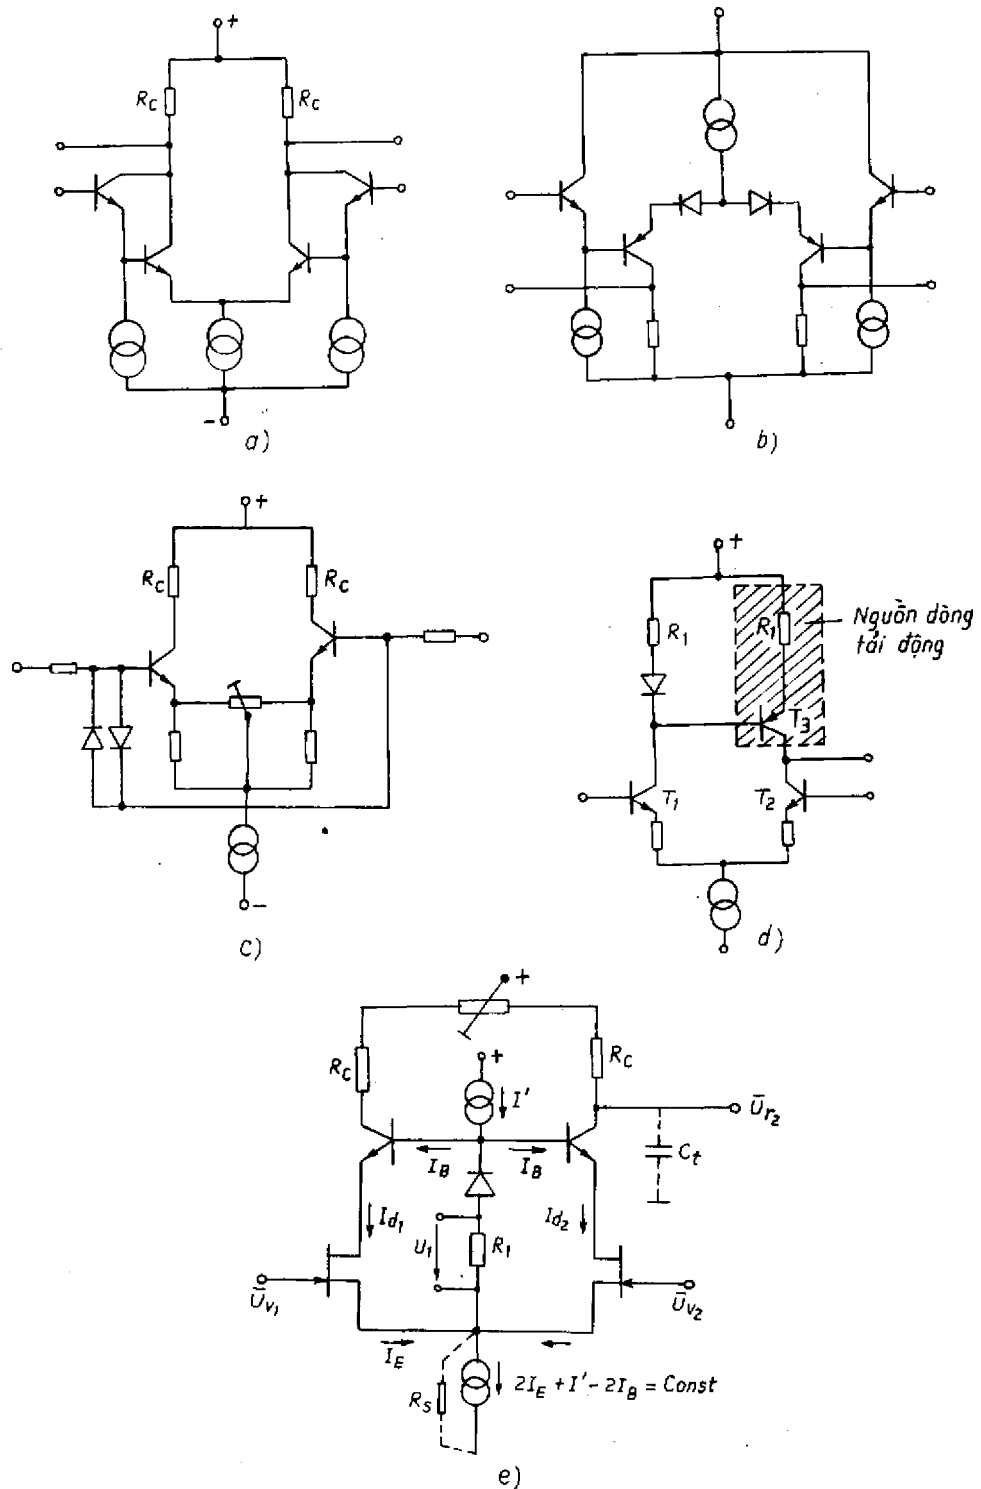 +
R_C
R_C
-
a)
b)
+
R_C
R_C
-
c)
+
R_1
R_1
Nguồn dòng
tải động
T_3
T_1
T_2
d)
+
R_C
+
R_C
I'
Ū_r2
I_B
I_B
C_t
I_d1
I_d2
U_1
R_1
Ū_v1
Ū_v2
I_E
R_S
2I_E + I' - 2I_B = Const
e)